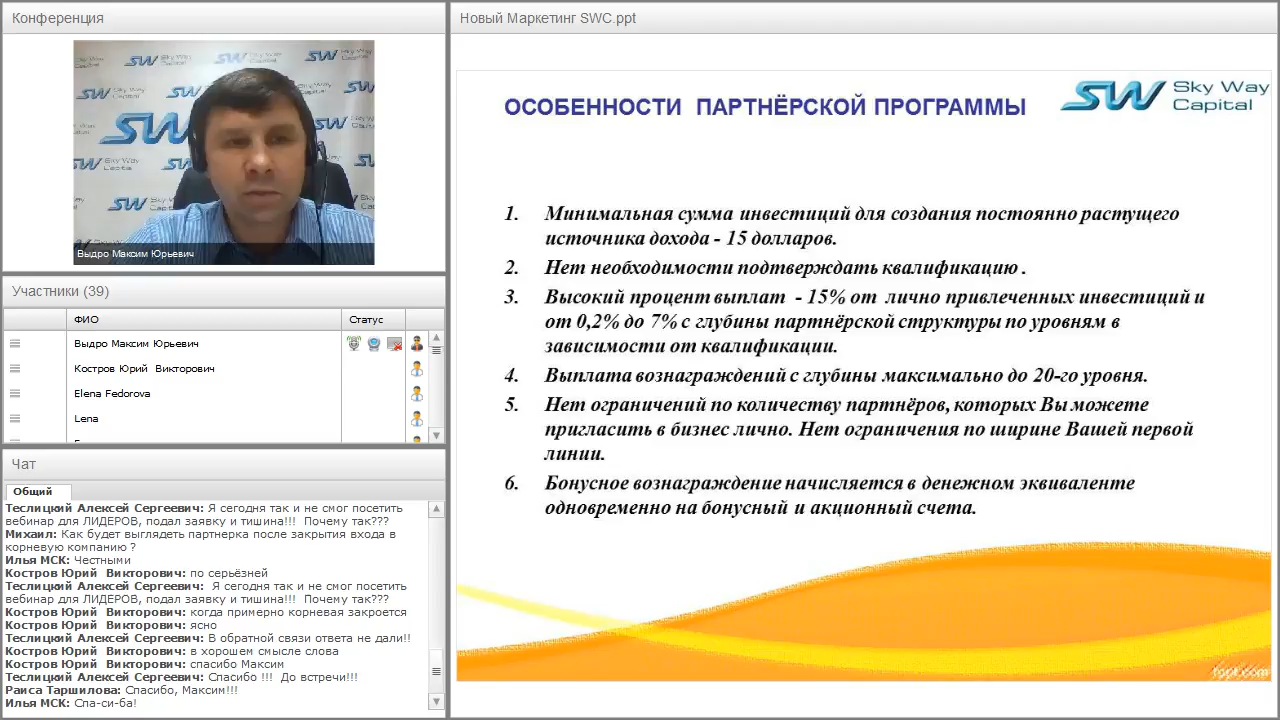 Конференция
Выдро Максим Юрьевич
Участники (39)
ФИО
Статус
Выдро Максим Юрьевич
Костров Юрий Викторович
Elena Fedorova
Lena
Чат
Общий
Теслицкий Алексей Сергеевич: Я сегодня так и не смог посетить
вебинар для ЛИДЕРОВ, подал заявку и тишина!!! Почему так???
Михаил: Как будет выглядеть партнерка после закрытия входа в
корневую компанию ?
Илья МСК: Честными
Костров Юрий Викторович: по серьёзней
Теслицкий Алексей Сергеевич: Я сегодня так и не смог посетить
вебинар для ЛИДЕРОВ, подал заявку и тишина!!! Почему так???
Костров Юрий Викторович: когда примерно корневая закроется
Костров Юрий Викторович: ясно
Теслицкий Алексей Сергеевич: В обратной связи ответа не дали!!
Костров Юрий Викторович: в хорошем смысле слова
Костров Юрий Викторович: спасибо Максим
Теслицкий Алексей Сергеевич: Спасибо !!! До встречи!!!
Раиса Таршилова: Спасибо, Максим!!!
Илья МСК: Спа-си-ба!
Новый Маркетинг SWC.ppt
ОСОБЕННОСТИ ПАРТНЁРСКОЙ ПРОГРАММЫ
SW Sky Way
Capital
1. Минимальная сумма инвестиций для создания постоянно растущего
источника дохода - 15 долларов.
2. Нет необходимости подтверждать квалификацию .
3. Высокий процент выплат - 15% от лично привлеченных инвестиций и
от 0,2% до 7% с глубины партнёрской структуры по уровням в
зависимости от квалификации.
4. Выплата вознаграждений с глубины максимально до 20-го уровня.
5. Нет ограничений по количеству партнёров, которых Вы можете
пригласить в бизнес лично. Нет ограничения по ширине Вашей первой
линии.
6. Бонусное вознаграждение начисляется в денежном эквиваленте
одновременно на бонусный и акционный счета.